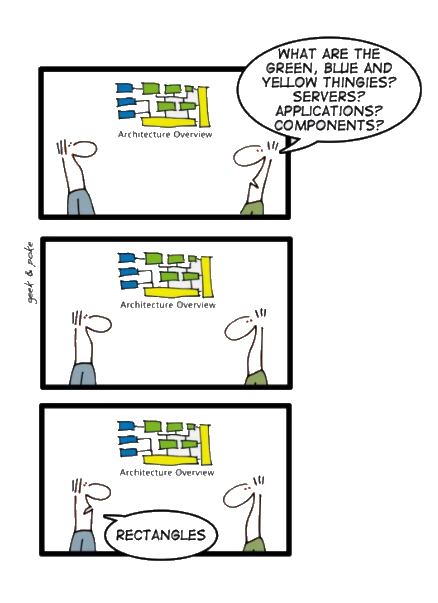 WHAT ARE THE
GREEN, BLUE AND
YELLOW THINGIES?
SERVERS?
APPLICATIONS?
COMPONENTS?
Architecture Overview
geek & poke
Architecture Overview
Architecture Overview
RECTANGLES